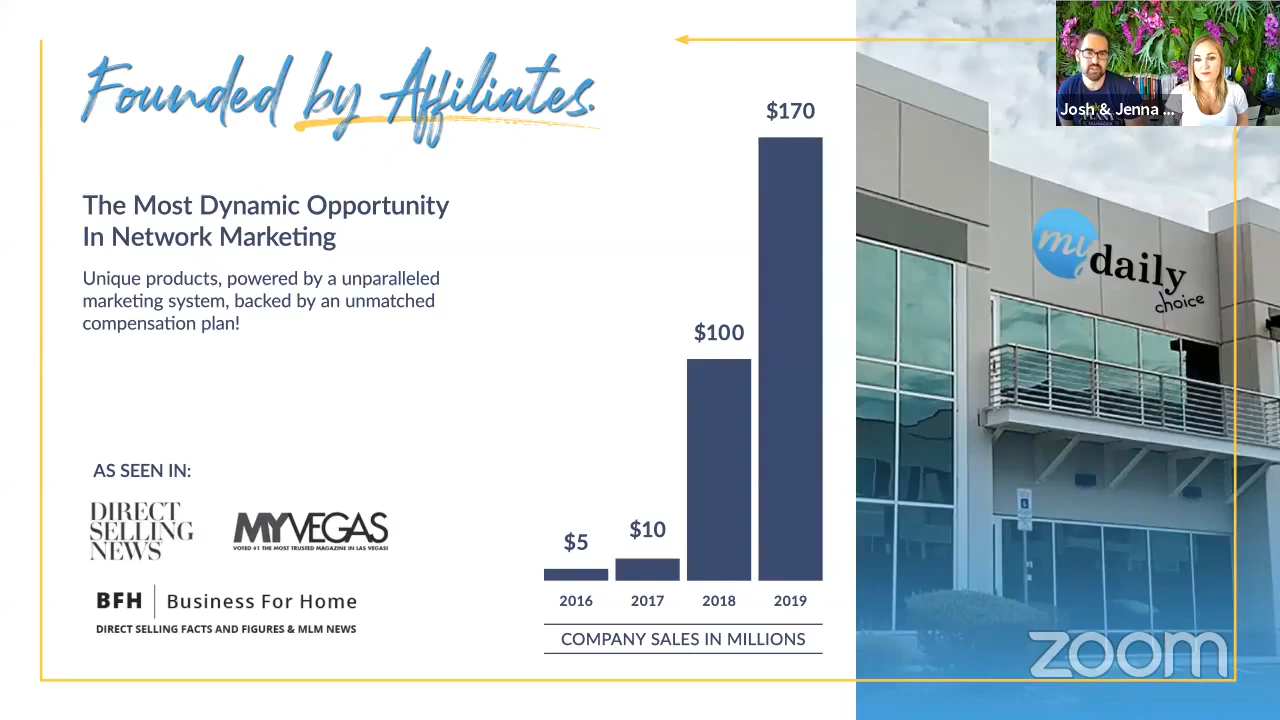 Founded by Affiliates.
The Most Dynamic Opportunity
In Network Marketing
Unique products, powered by a unparalleled
marketing system, backed by an unmatched
compensation plan!
AS SEEN IN:
DIRECT
SELLING
NEWS
MYVEGAS
VOTED #1 THE MOST TRUSTED MAGAZINE IN LAS VEGAS!
BFH Business For Home
DIRECT SELLING FACTS AND FIGURES & MLM NEWS
$5
$10
$100
$170
2016 2017 2018 2019
COMPANY SALES IN MILLIONS
Josh & Jenna ...
my daily
choice
zoom